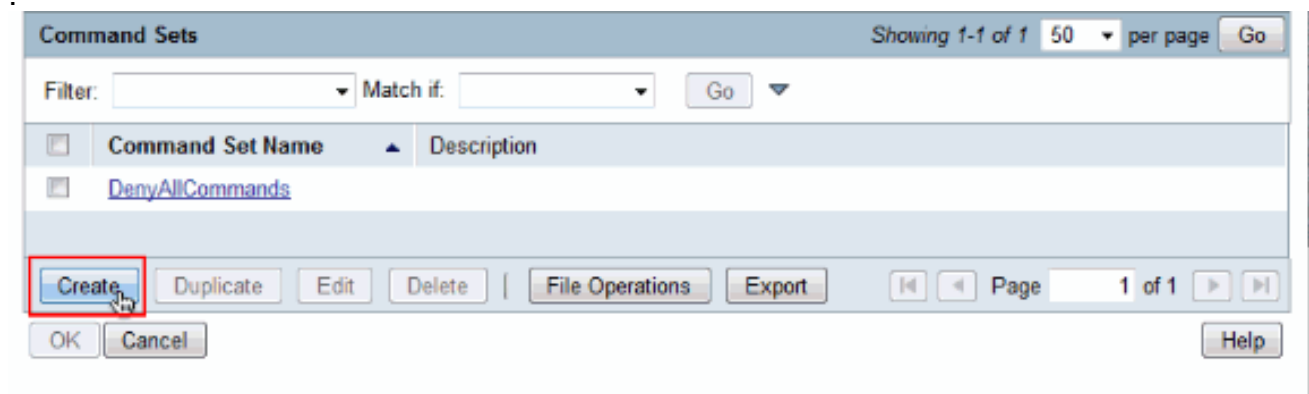 Command Sets Showing 1-1 of 1 50 per page Go
Filter: Match if: Go
Command Set Name Description
DenyAllCommands
Create Duplicate Edit Delete | File Operations Export Page 1 of 1
OK Cancel Help